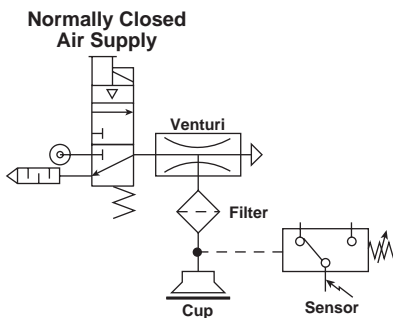 Normally Closed
Air Supply
Venturi
Filter
Cup
Sensor